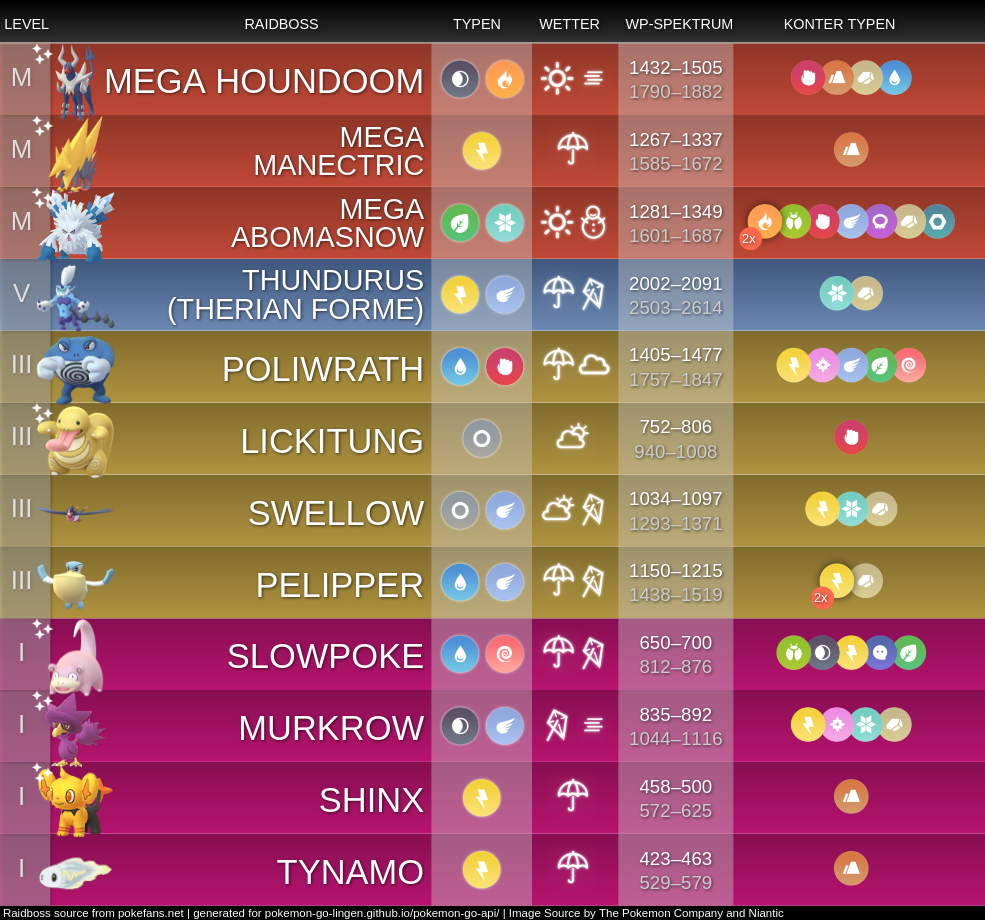 LEVEL RAIDBOSS TYPEN WETTER WP-SPEKTRUM KONTER TYPEN
M MEGA HOUNDOOM 1432–1505
1790–1882
M MEGA
MANECTRIC 1267–1337
1585–1672
M MEGA
ABOMASNOW 1281–1349
1601–1687 2x
V THUNDURUS
(THERIAN FORME) 2002–2091
2503–2614
III POLIWRATH 1405–1477
1757–1847
III LICKITUNG 752–806
940–1008
III SWELLOW 1034–1097
1293–1371
III PELIPPER 1150–1215
1438–1519 2x
I SLOWPOKE 650–700
812–876
I MURKROW 835–892
1044–1116
I SHINX 458–500
572–625
I TYNAMO 423–463
529–579
Raidboss source from pokefans.net | generated for pokemon-go-lingen.github.io/pokemon-go-api/ | Image Source by The Pokemon Company and Niantic